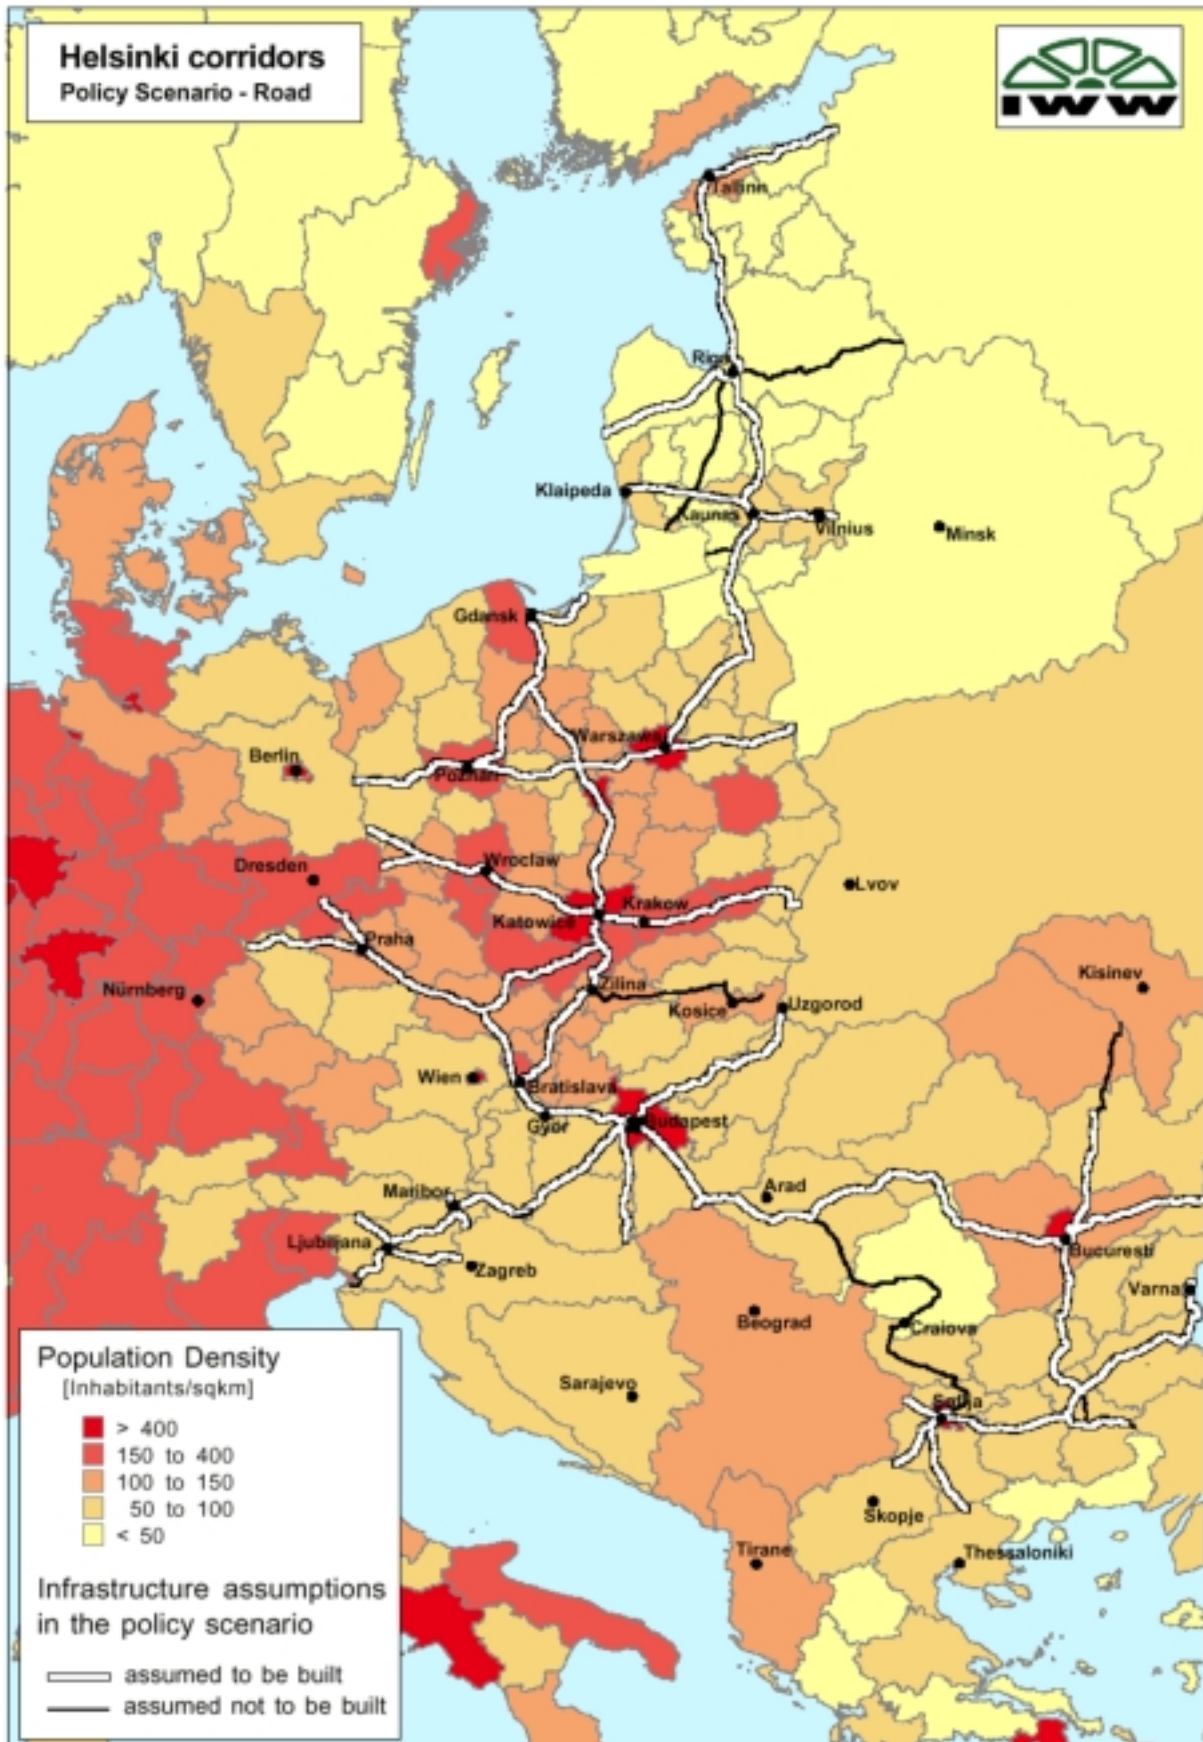 Helsinki corridors
Policy Scenario - Road
IWW
Tallinn
Riga
Klaipeda
Kaunas
Vilnius
Minsk
Gdansk
Warszawa
Berlin
Poznan
Dresden
Wroclaw
Lvov
Katowice
Krakow
Praha
Nürnberg
Zilina
Kosice
Uzgorod
Kisinev
Wien
Bratislava
Györ
Budapest
Maribor
Arad
Ljubljana
Zagreb
Bucuresti
Varna
Beograd
Craiova
Sarajevo
Sofija
Skopje
Tirane
Thessaloniki
Population Density
[Inhabitants/sqkm]
> 400
150 to 400
100 to 150
50 to 100
< 50
Infrastructure assumptions
in the policy scenario
assumed to be built
assumed not to be built